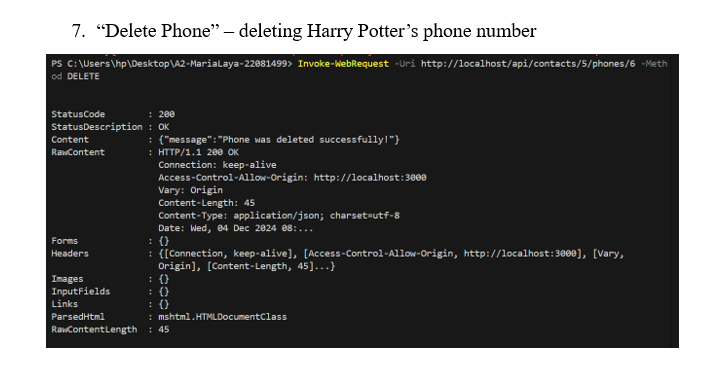 7. “Delete Phone” – deleting Harry Potter’s phone number
PS C:\Users\hp\Desktop\A2-MariaLaya-22081499> Invoke-WebRequest -Uri http://localhost/api/contacts/5/phones/6 -Meth
od DELETE
StatusCode : 200
StatusDescription : OK
Content : {"message":"Phone was deleted successfully!"}
RawContent : HTTP/1.1 200 OK
Connection: keep-alive
Access-Control-Allow-Origin: http://localhost:3000
Vary: Origin
Content-Length: 45
Content-Type: application/json; charset=utf-8
Date: Wed, 04 Dec 2024 08:...
Forms : {}
Headers : {[Connection, keep-alive], [Access-Control-Allow-Origin, http://localhost:3000], [Vary,
Origin], [Content-Length, 45]...}
Images : {}
InputFields : {}
Links : {}
ParsedHtml : mshtml.HTMLDocumentClass
RawContentLength : 45